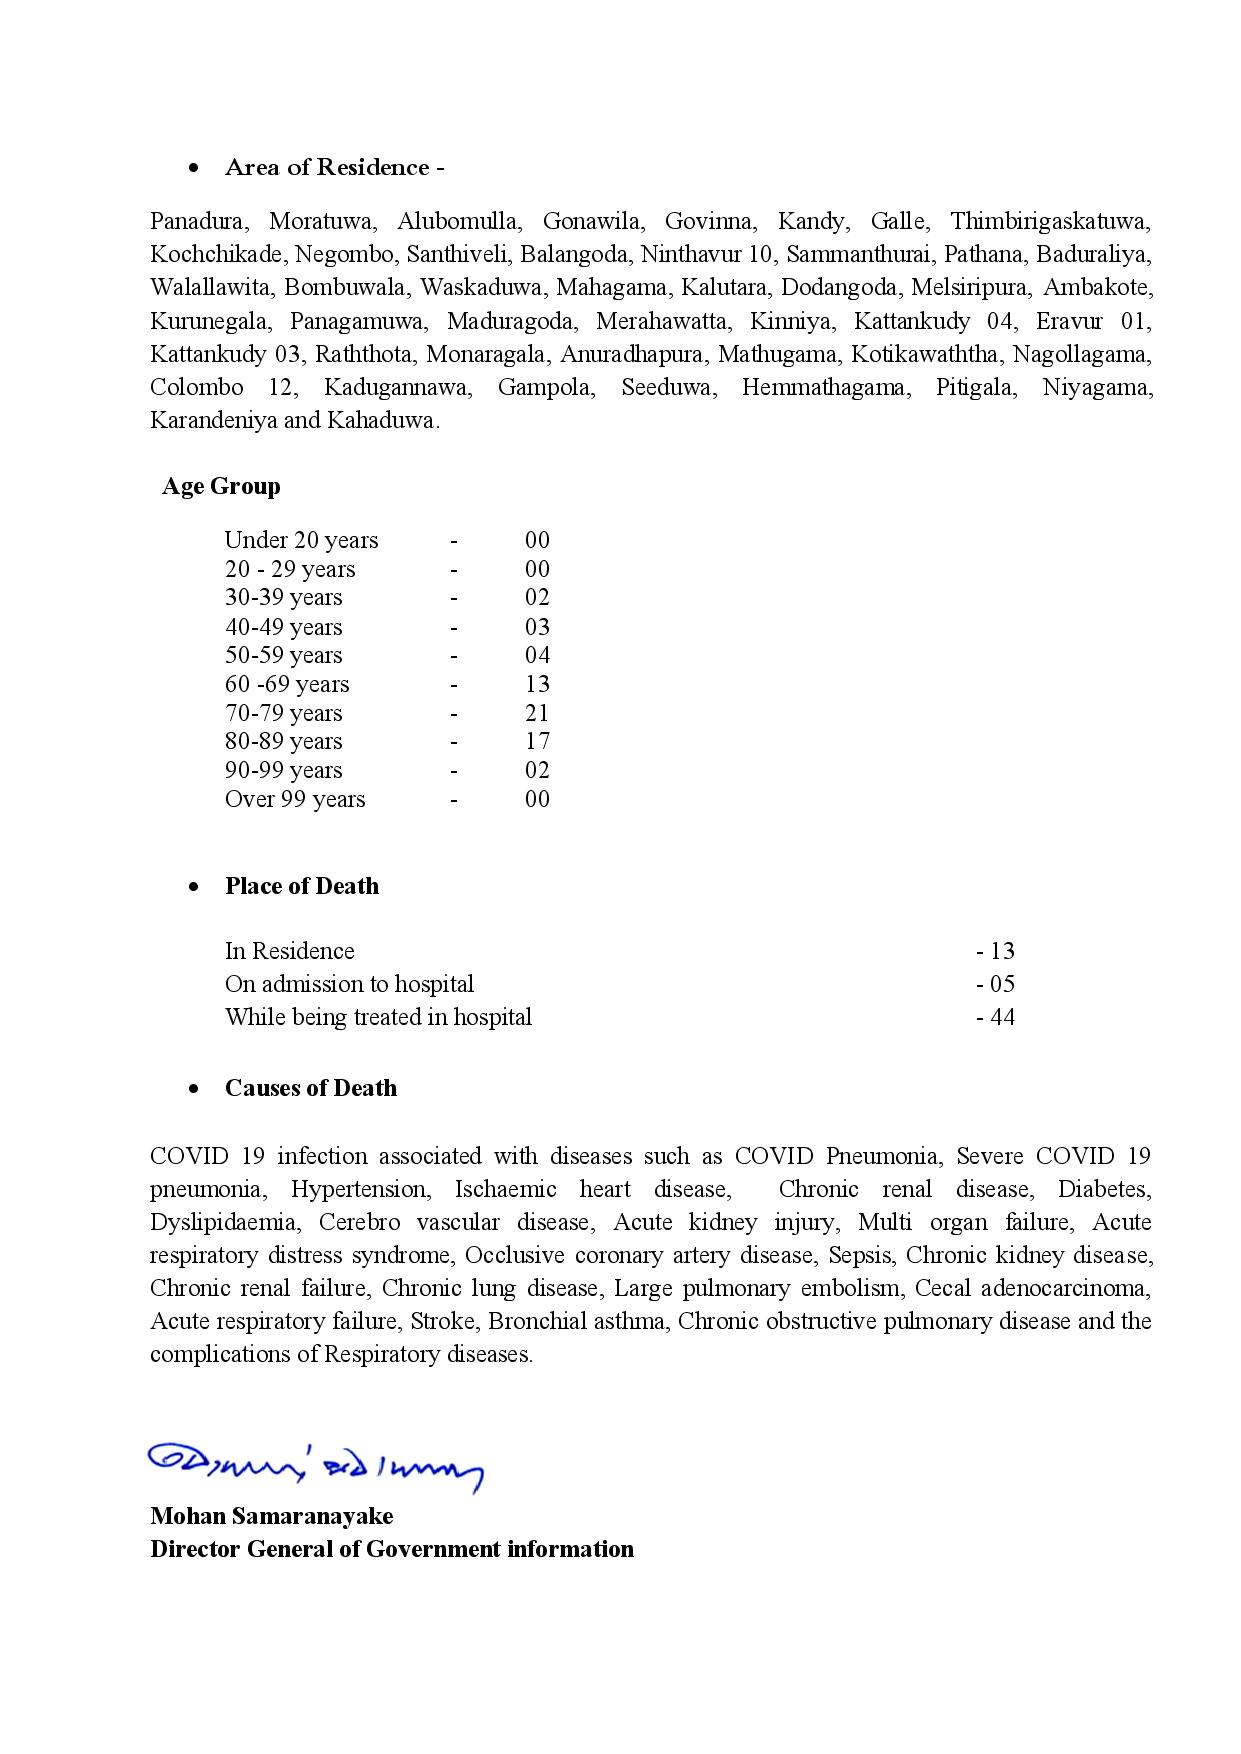 • Area of Residence -
Panadura, Moratuwa, Alubomulla, Gonawila, Govinna, Kandy, Galle, Thimbirigaskatuwa,
Kochchikade, Negombo, Santhiveli, Balangoda, Ninthavur 10, Sammanthurai, Pathana, Baduraliya,
Walallawita, Bombuwala, Waskaduwa, Mahagama, Kalutara, Dodangoda, Melsiripura, Ambakote,
Kurunegala, Panagamuwa, Maduragoda, Merahawatta, Kinniya, Kattankudy 04, Eravur 01,
Kattankudy 03, Raththota, Monaragala, Anuradhapura, Mathugama, Kotikawaththa, Nagollagama,
Colombo 12, Kadugannawa, Gampola, Seeduwa, Hemmathagama, Pitigala, Niyagama,
Karandeniya and Kahaduwa.
Age Group
Under 20 years - 00
20 - 29 years - 00
30-39 years - 02
40-49 years - 03
50-59 years - 04
60 -69 years - 13
70-79 years - 21
80-89 years - 17
90-99 years - 02
Over 99 years - 00
• Place of Death
In Residence - 13
On admission to hospital - 05
While being treated in hospital - 44
• Causes of Death
COVID 19 infection associated with diseases such as COVID Pneumonia, Severe COVID 19
pneumonia, Hypertension, Ischaemic heart disease, Chronic renal disease, Diabetes,
Dyslipidaemia, Cerebro vascular disease, Acute kidney injury, Multi organ failure, Acute
respiratory distress syndrome, Occlusive coronary artery disease, Sepsis, Chronic kidney disease,
Chronic renal failure, Chronic lung disease, Large pulmonary embolism, Cecal adenocarcinoma,
Acute respiratory failure, Stroke, Bronchial asthma, Chronic obstructive pulmonary disease and the
complications of Respiratory diseases.
Mohan Samaranayake
Director General of Government information